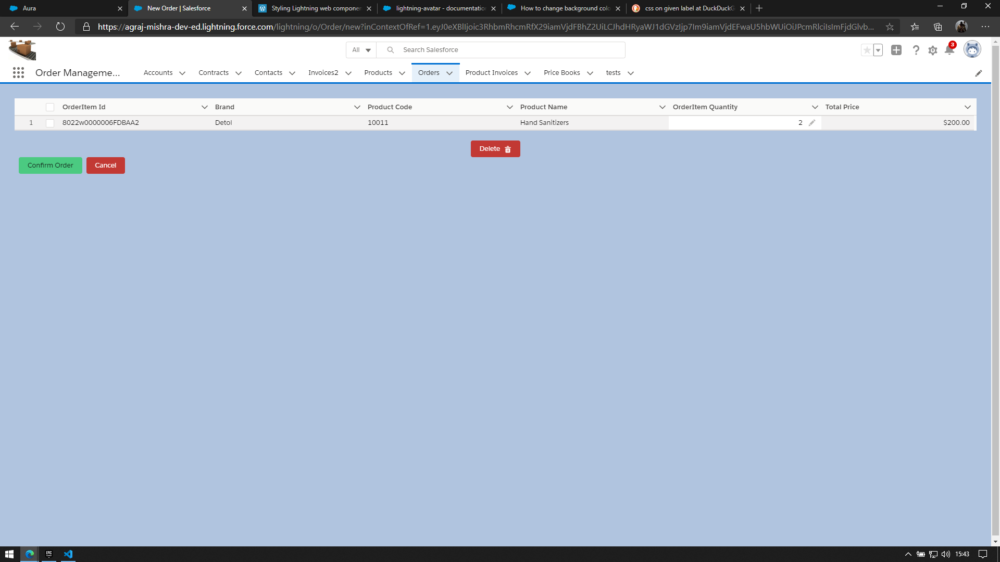 Aura
New Order | Salesforce
Styling Lightning web componen
lightning-avatar - documentation
How to change background colo
css on given label at DuckDuckG
https://agraj-mishra-dev-ed.lightning.force.com/lightning/o/Order/new?inContextOfRef=1.eyJ0eXBlIjoic3RhbmRhcmRfX29iamVjdFBhZ2UiLCJhdHRyaWJ1dGVzIjp7Im9iamVjdEFwaU5hbWUiOiJPcmRlciIsImFjdGlvb...
All
Search Salesforce
3
Order Manageme...
Accounts
Contracts
Contacts
Invoices2
Products
Orders
Product Invoices
Price Books
tests
OrderItem Id
Brand
Product Code
Product Name
OrderItem Quantity
Total Price
1
8022w0000006FDBAA2
Detol
10011
Hand Sanitizers
2
$200.00
Delete
Confirm Order
Cancel
EPIC
15:43